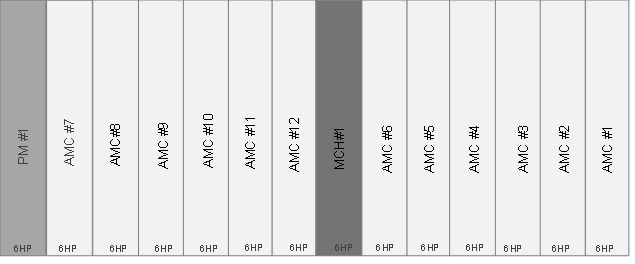 PM #1
AMC #7
AMC#8
AMC #9
AMC #10
AMC #11
AMC #12
MCH#1
AMC #6
AMC #5
AMC #4
AMC #3
AMC #2
AMC #1
6HP
6HP
6HP
6HP
6HP
6HP
6HP
6HP
6HP
6HP
6HP
6HP
6HP
6HP